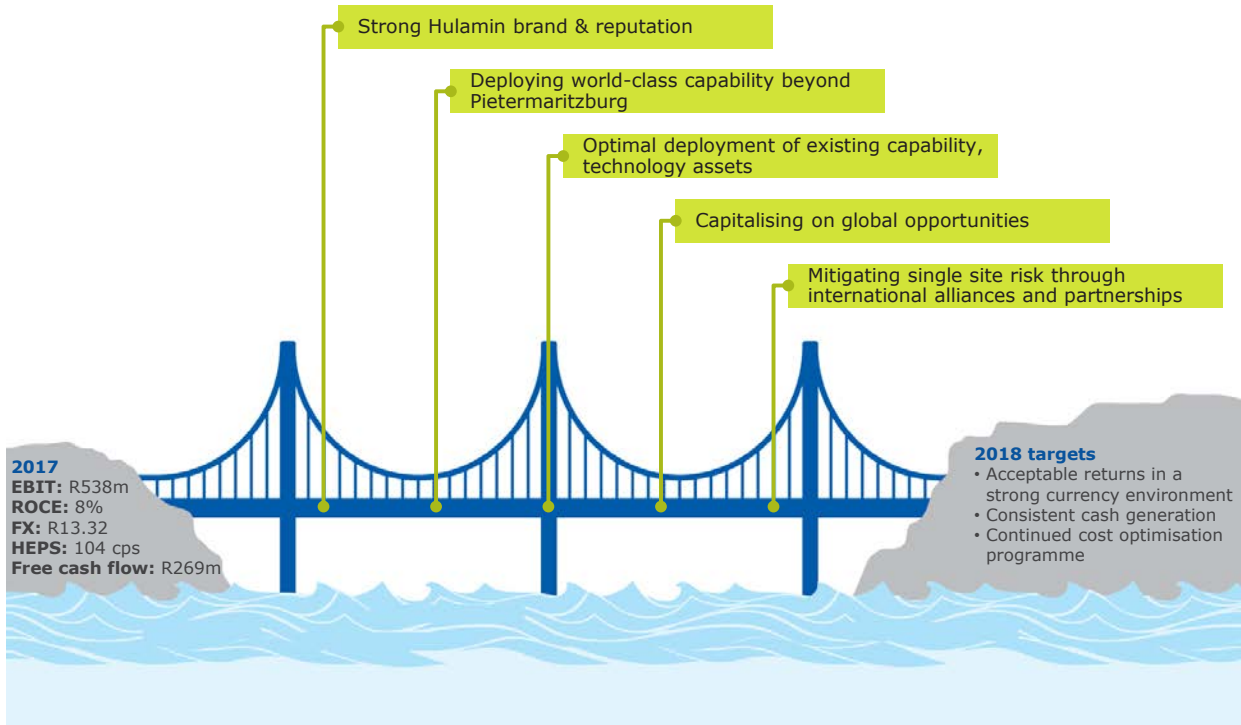 Strong Hulamin brand & reputation
Deploying world-class capability beyond
Pietermaritzburg
Optimal deployment of existing capability,
technology assets
Capitalising on global opportunities
Mitigating single site risk through
international alliances and partnerships
2017
EBIT: R538m
ROCE: 8%
FX: R13.32
HEPS: 104 cps
Free cash flow: R269m
2018 targets
• Acceptable returns in a
strong currency environment
• Consistent cash generation
• Continued cost optimisation
programme